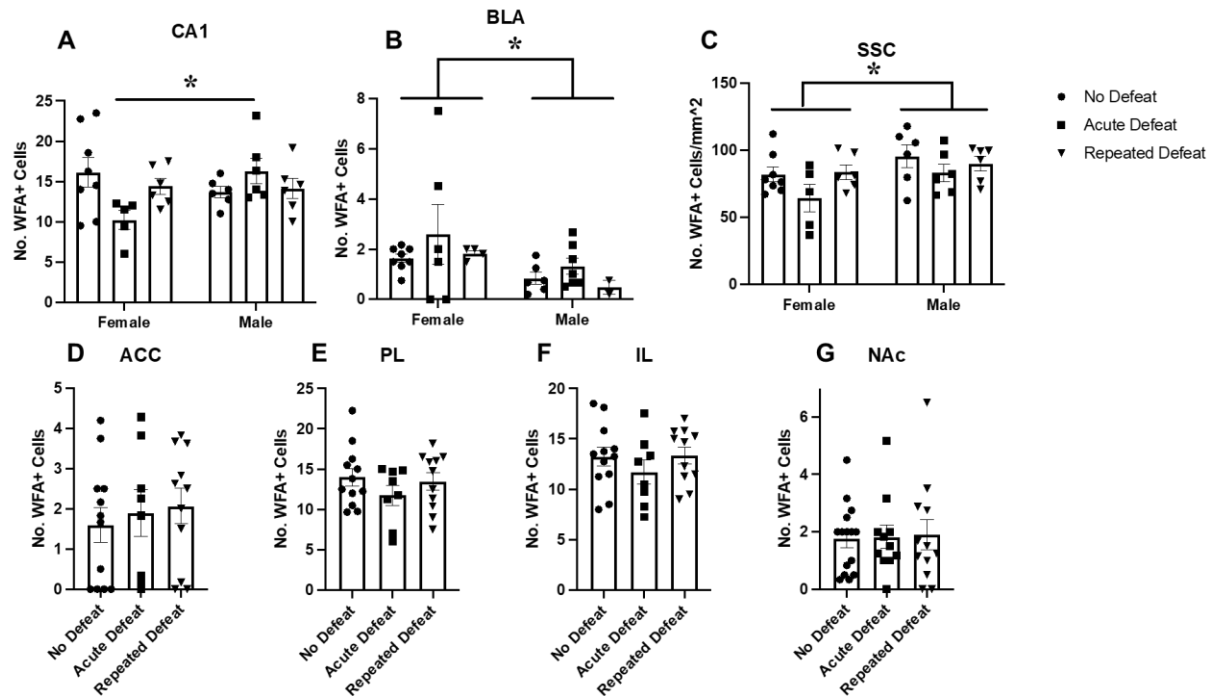 A
CA1
*
No. WFA+ Cells
25
20
15
10
5
0
Female
Male
B
BLA
*
No. WFA+ Cells
8
6
4
2
0
Female
Male
C
SSC
*
No. WFA+ Cells/mm^2
150
100
50
0
Female
Male
No Defeat
Acute Defeat
Repeated Defeat
D
ACC
No. WFA+ Cells
5
4
3
2
1
0
No Defeat
Acute Defeat
Repeated Defeat
E
PL
No. WFA+ Cells
25
20
15
10
5
0
No Defeat
Acute Defeat
Repeated Defeat
F
IL
No. WFA+ Cells
20
15
10
5
0
No Defeat
Acute Defeat
Repeated Defeat
G
NAc
No. WFA+ Cells
6
4
2
0
No Defeat
Acute Defeat
Repeated Defeat